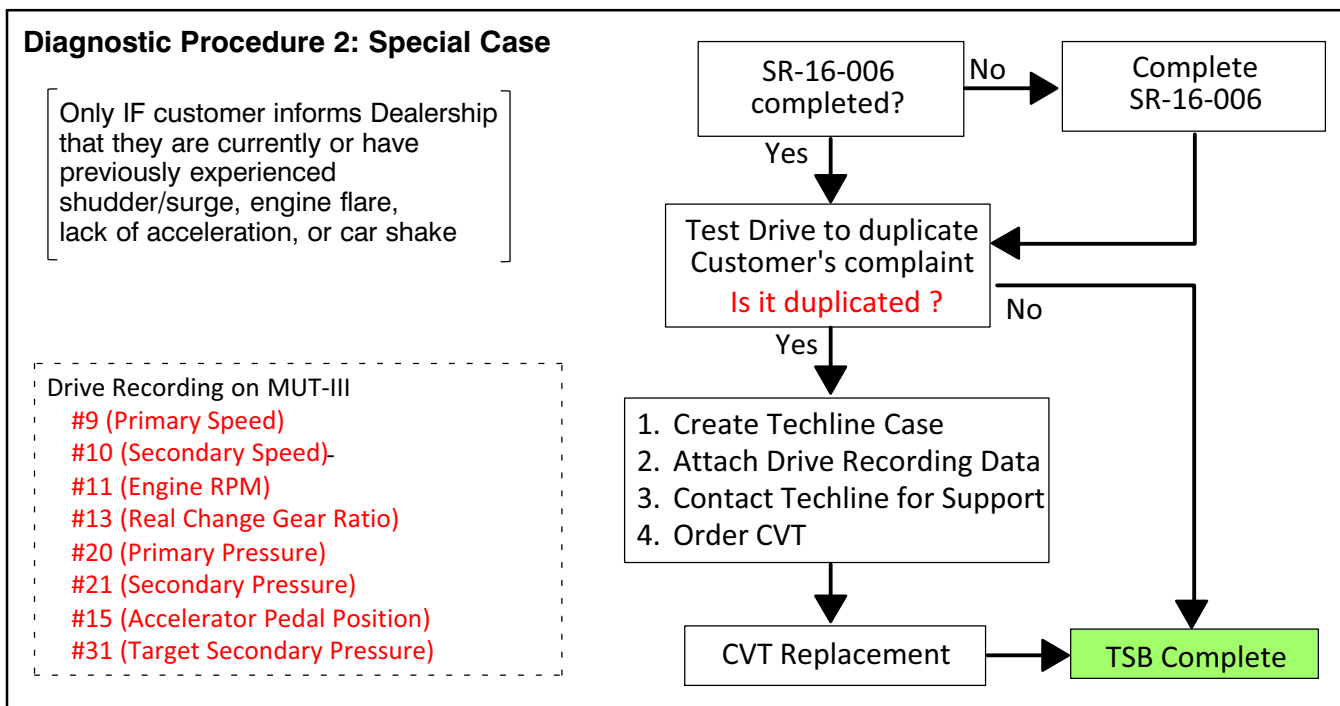 Diagnostic Procedure 2: Special Case
Only IF customer informs Dealership
that they are currently or have
previously experienced
shudder/surge, engine flare,
lack of acceleration, or car shake
SR-16-006
completed?
No
Complete
SR-16-006
Yes
Test Drive to duplicate
Customer's complaint
Is it duplicated ?
No
Yes
1. Create Techline Case
2. Attach Drive Recording Data
3. Contact Techline for Support
4. Order CVT
CVT Replacement
TSB Complete
Drive Recording on MUT-III
#9 (Primary Speed)
#10 (Secondary Speed)-
#11 (Engine RPM)
#13 (Real Change Gear Ratio)
#20 (Primary Pressure)
#21 (Secondary Pressure)
#15 (Accelerator Pedal Position)
#31 (Target Secondary Pressure)